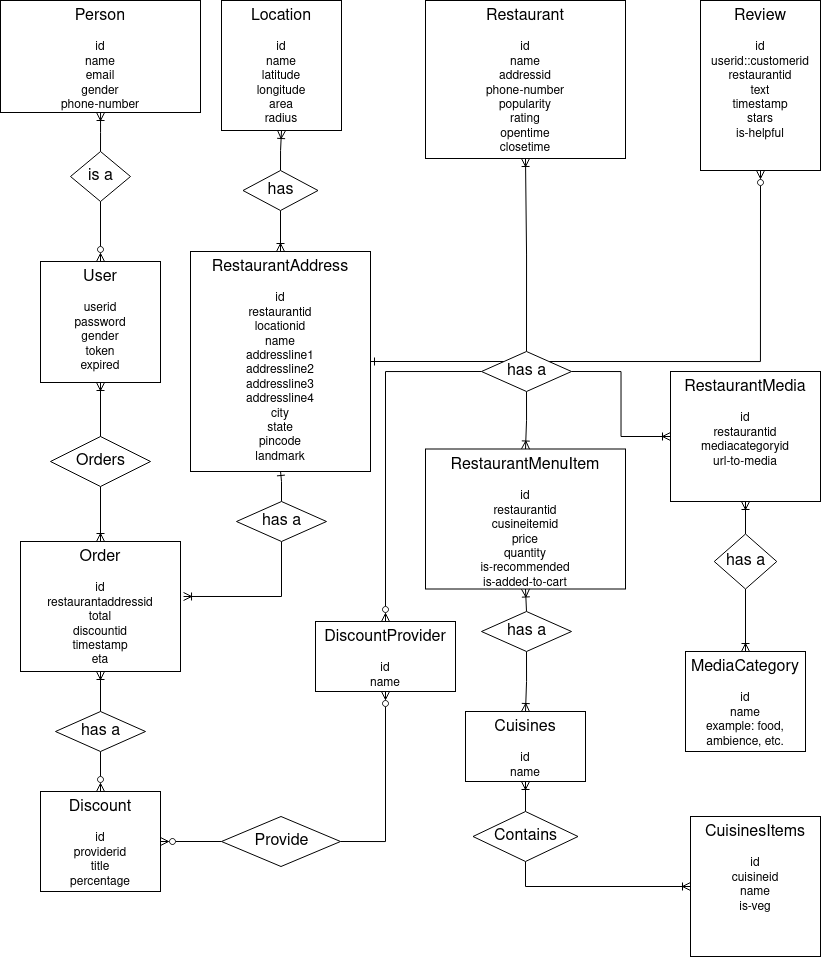 Person
id
name
email
gender
phone-number
Location
id
name
latitude
longitude
area
radius
Restaurant
id
name
addressid
phone-number
popularity
rating
opentime
closetime
Review
id
userid::customerid
restaurantid
text
timestamp
stars
is-helpful
is a
has
User
userid
password
gender
token
expired
RestaurantAddress
id
restaurantid
locationid
name
addressline1
addressline2
addressline3
addressline4
city
state
pincode
landmark
has a
RestaurantMedia
id
restaurantid
mediacategoryid
url-to-media
Orders
has a
RestaurantMenuItem
id
restaurantid
cusineitemid
price
quantity
is-recommended
is-added-to-cart
has a
Order
id
restaurantaddressid
total
discountid
timestamp
eta
DiscountProvider
id
name
has a
MediaCategory
id
name
example: food,
ambience, etc.
has a
Cuisines
id
name
Discount
id
providerid
title
percentage
Provide
Contains
CuisinesItems
id
cuisineid
name
is-veg